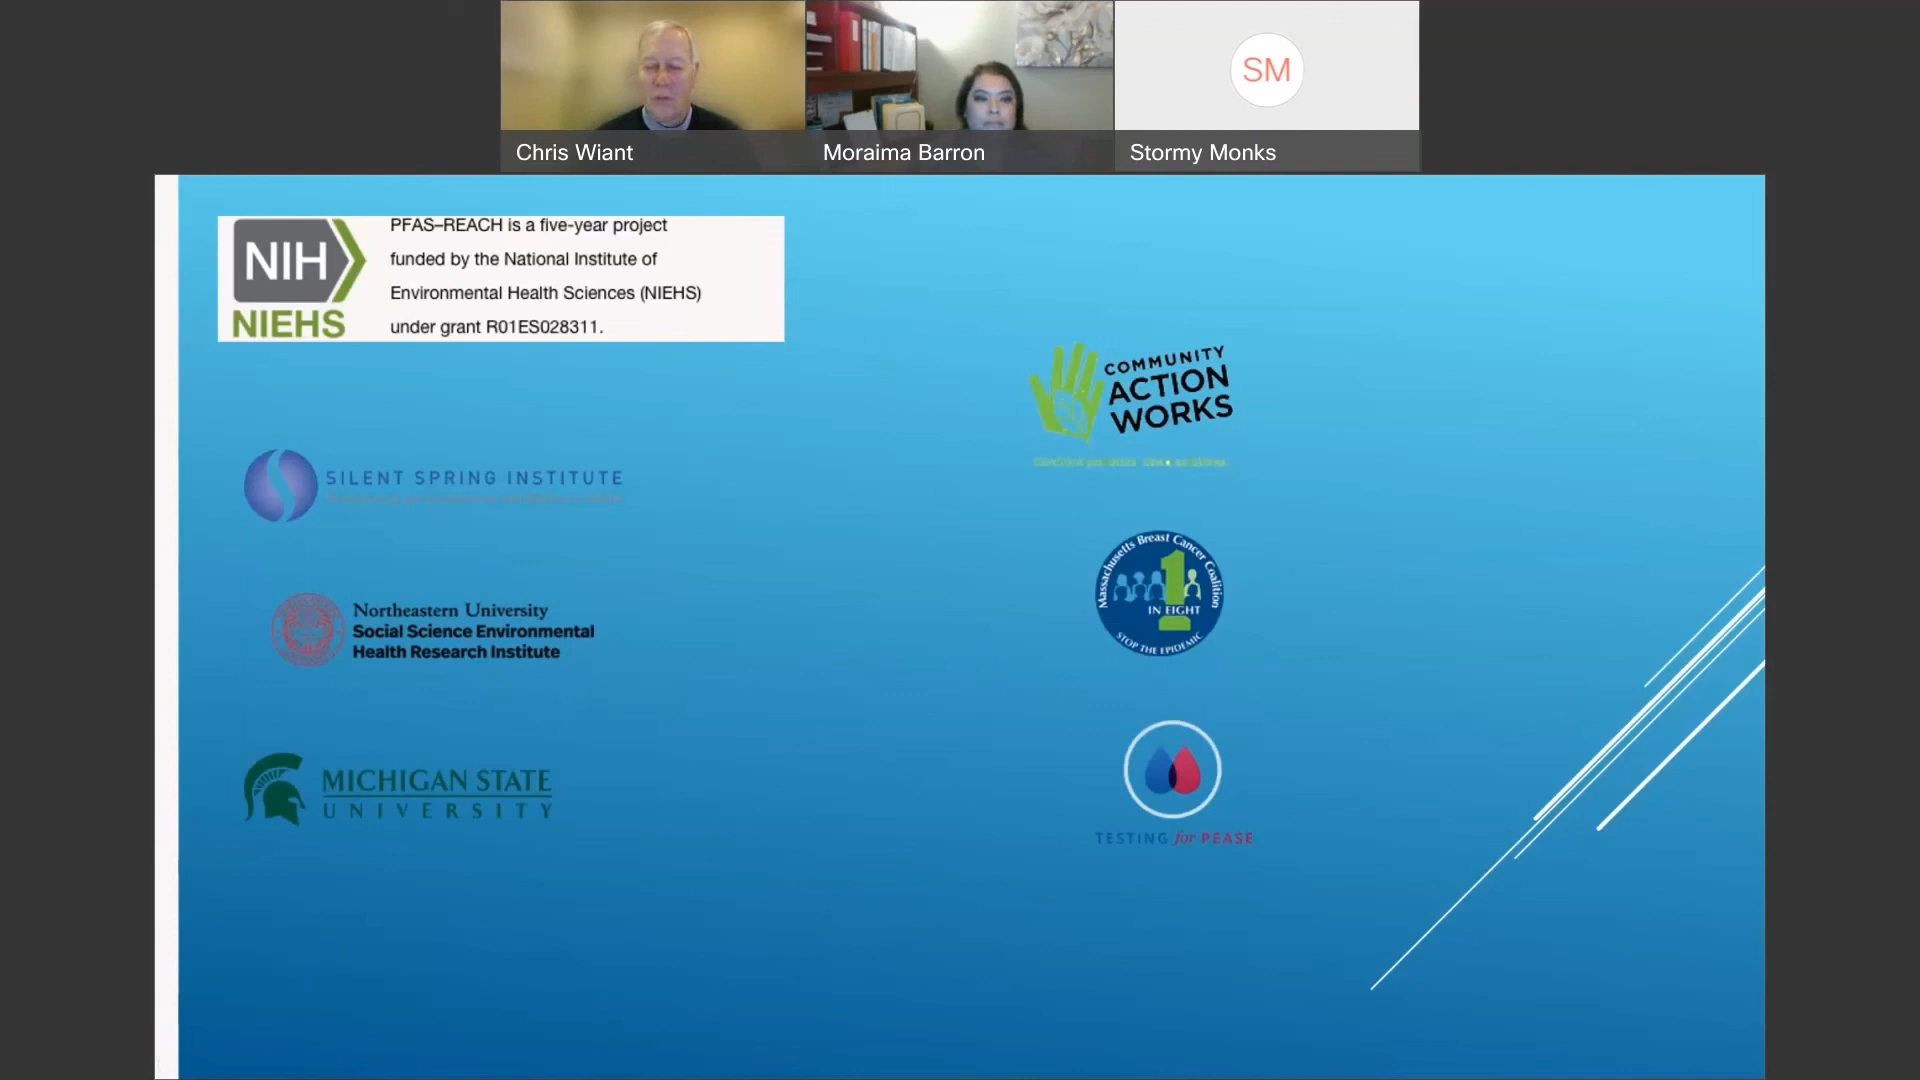 Chris Wiant
Moraima Barron
SM
Stormy Monks
NIH
NIEHS
PFAS–REACH is a five-year project
funded by the National Institute of
Environmental Health Sciences (NIEHS)
under grant R01ES028311.
COMMUNITY
ACTION
WORKS
SILENT SPRING INSTITUTE
Massachusetts Breast Cancer Coalition
1
IN EIGHT
STOP THE EPIDEMIC
Northeastern University
Social Science Environmental
Health Research Institute
MICHIGAN STATE
UNIVERSITY
TESTING for PEASE